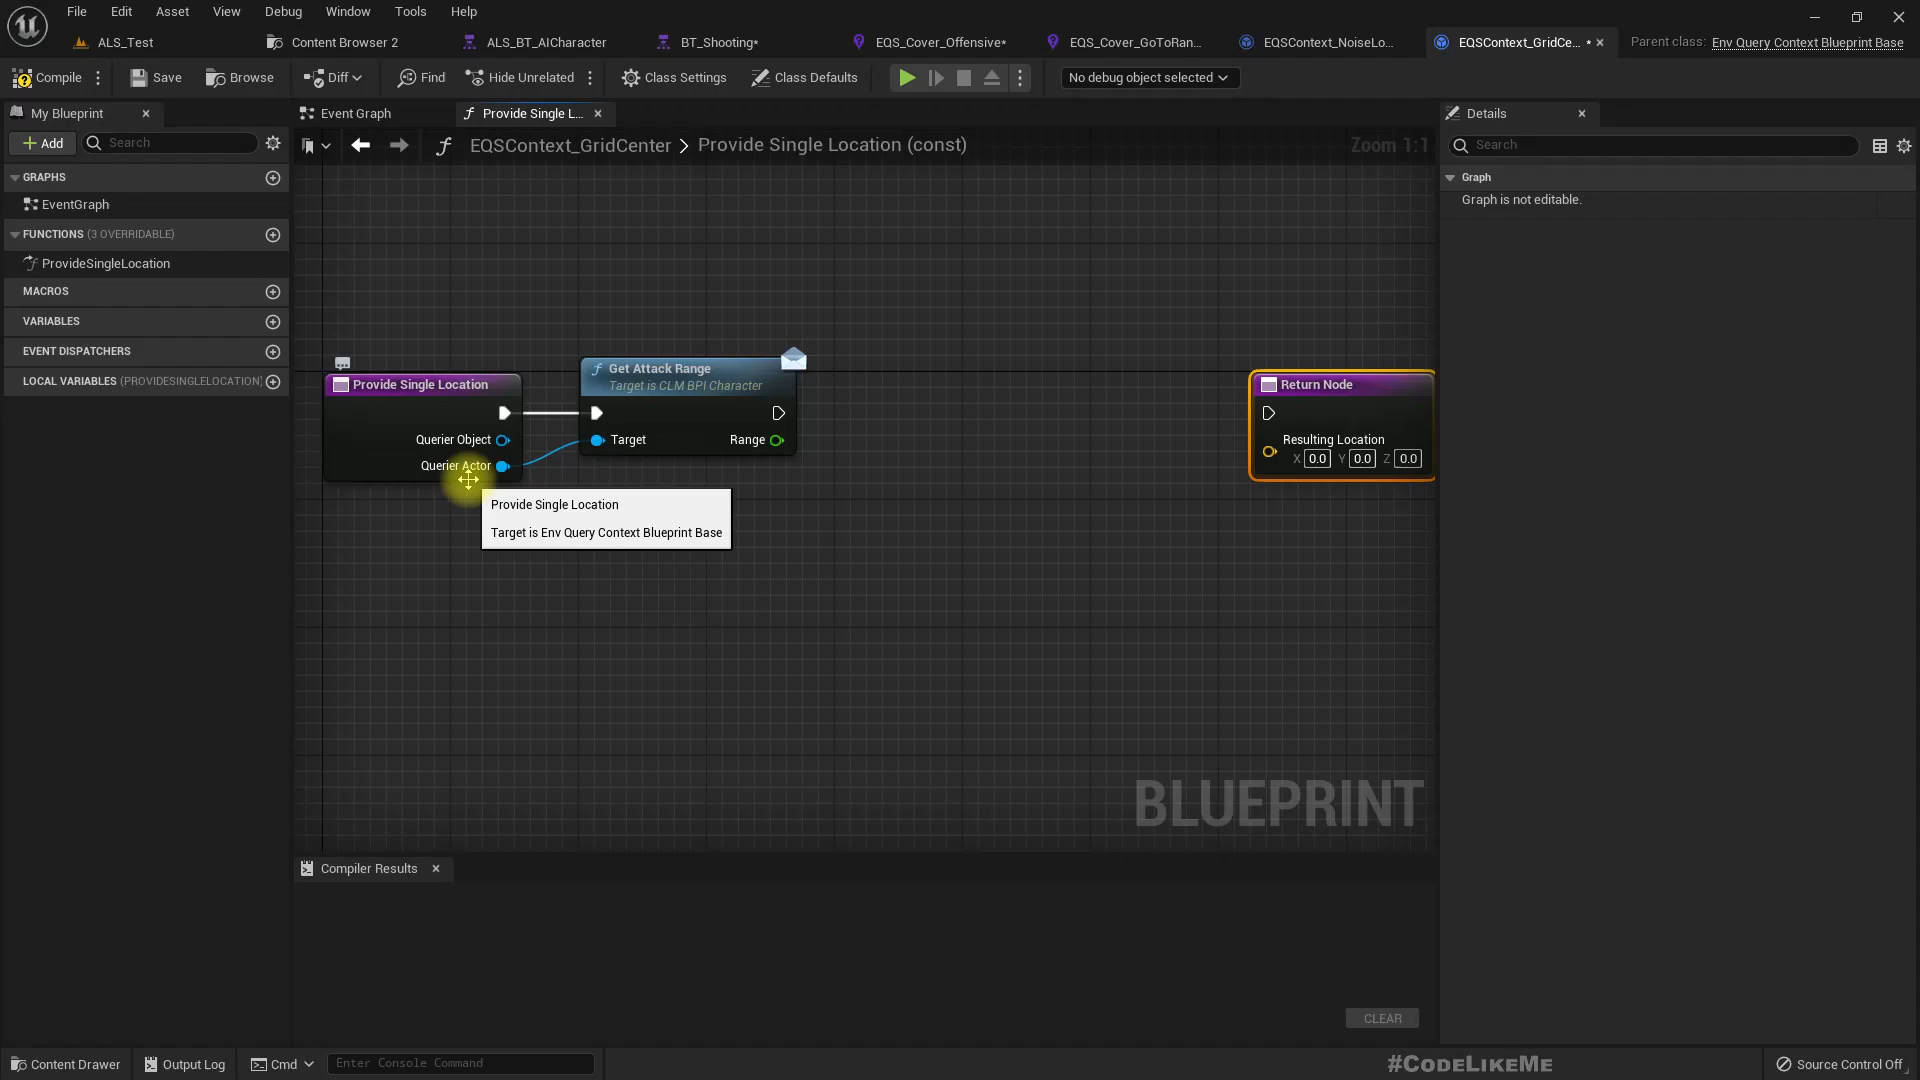 File Edit Asset View Debug Window Tools Help
ALS_Test
Content Browser 2
ALS_BT_AICharacter
BT_Shooting*
EQS_Cover_Offensive*
EQS_Cover_GoToRan...
EQSContext_NoiseLo...
EQSContext_GridCe... *
Parent class: Env Query Context Blueprint Base
Compile Save Browse Diff Find Hide Unrelated Class Settings Class Defaults No debug object selected
My Blueprint
Event Graph
Provide Single L...
Details
Add Search
EQSContext_GridCenter > Provide Single Location (const)
Zoom 1:1
Search
GRAPHS
EventGraph
FUNCTIONS (3 OVERRIDABLE)
ProvideSingleLocation
MACROS
VARIABLES
EVENT DISPATCHERS
LOCAL VARIABLES (PROVIDESINGLELOCATION)
Graph
Graph is not editable.
Provide Single Location
Querier Object
Querier Actor
Get Attack Range
Target is CLM BPI Character
Target Range
Return Node
Resulting Location
X 0.0 Y 0.0 Z 0.0
Provide Single Location
Target is Env Query Context Blueprint Base
BLUEPRINT
Compiler Results
CLEAR
Content Drawer Output Log Cmd Enter Console Command
#CodeLikeMe
Source Control Off